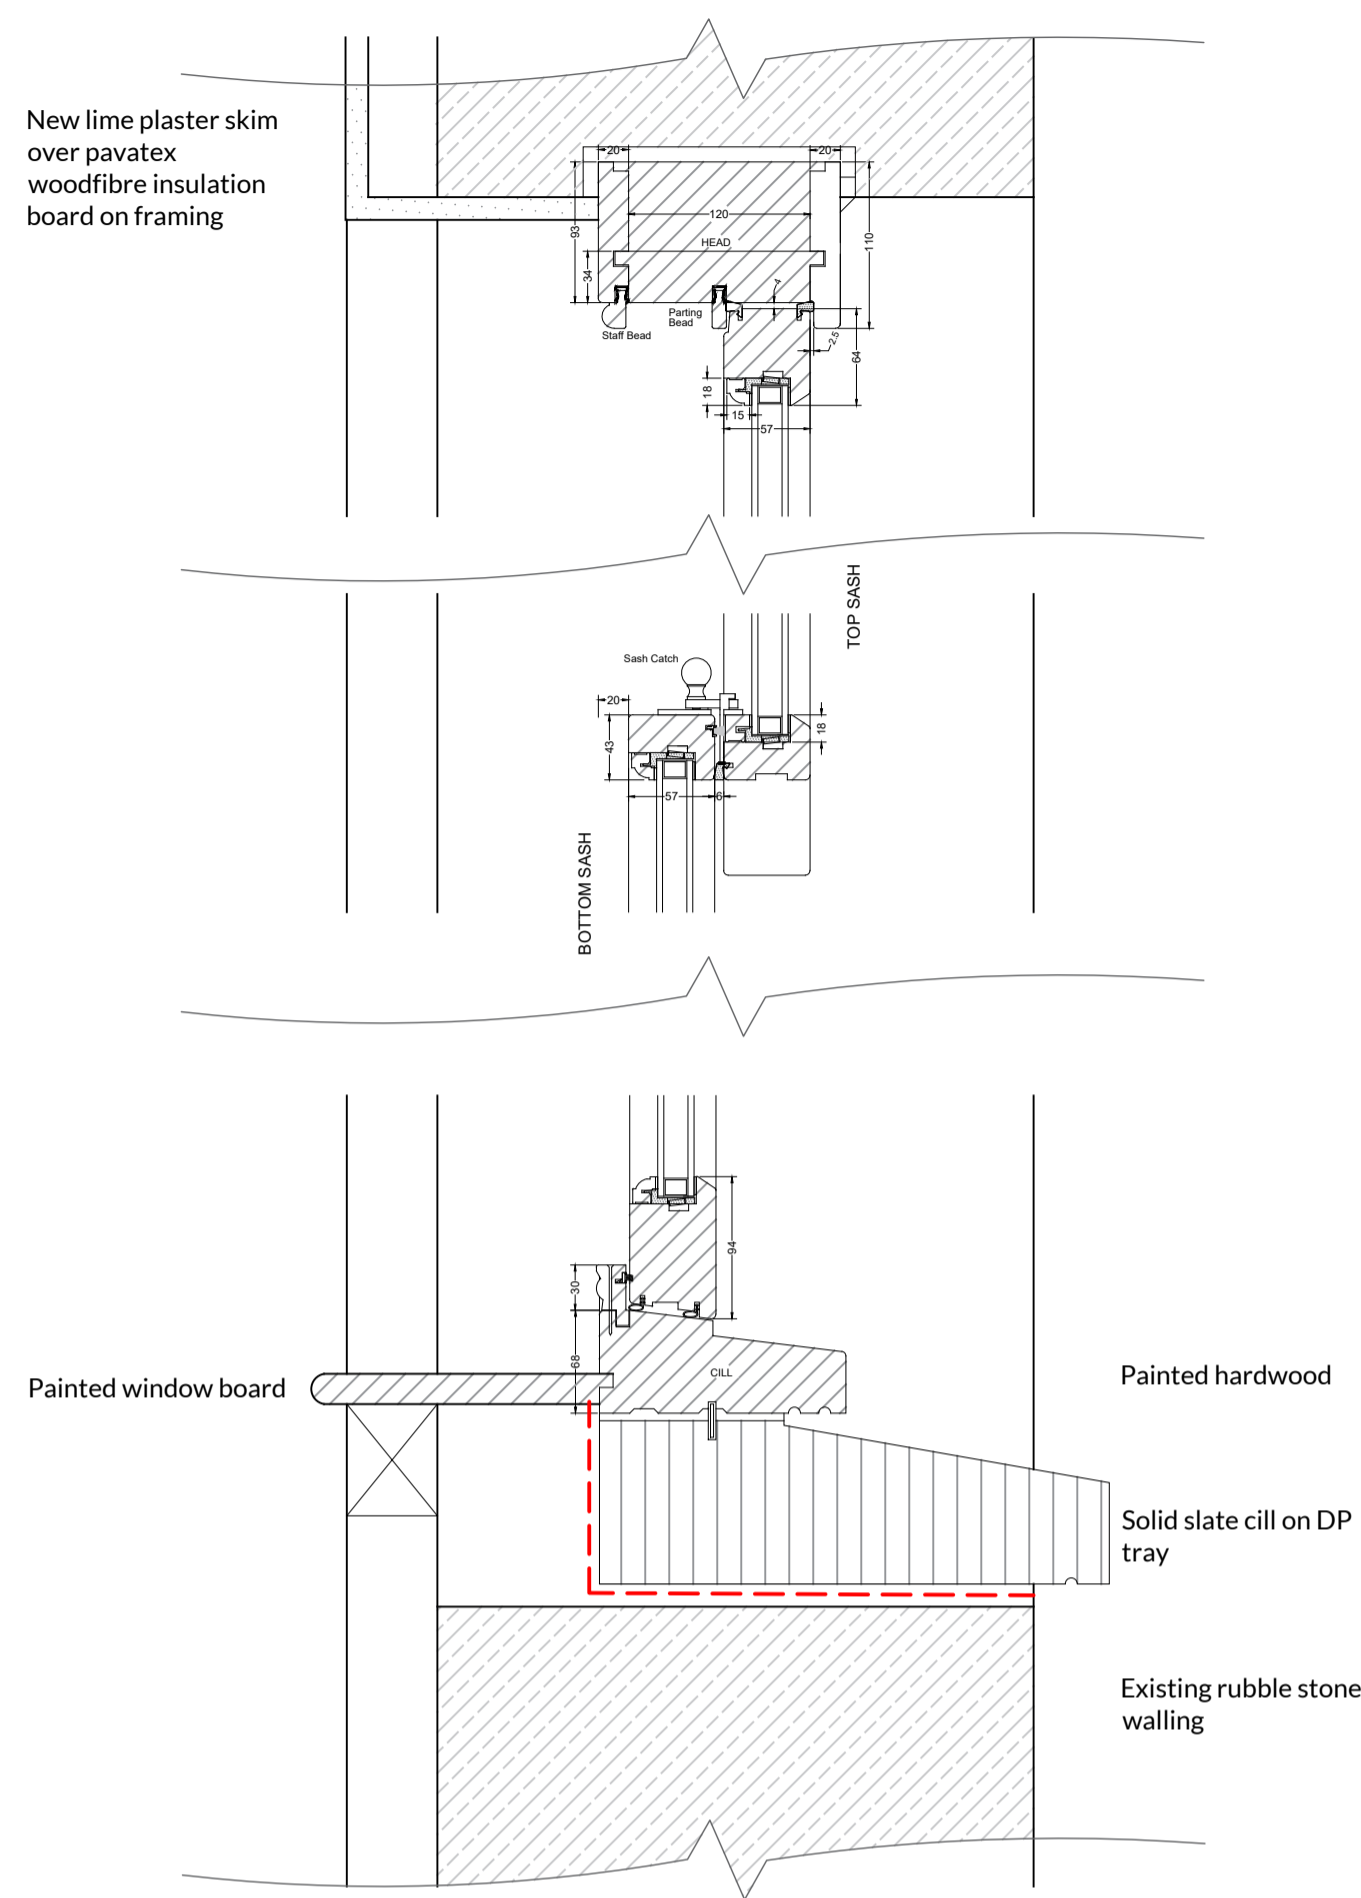 New lime plaster skim
over pavatex
woodfibre insulation
board on framing
20
20
120
HEAD
93
34
110
4
Parting
Bead
Staff Bead
2.5
64
18
15
57
TOP SASH
Sash Catch
20
43
18
57
6
BOTTOM SASH
94
30
68
CILL
Painted window board
Painted hardwood
Solid slate cill on DP
tray
Existing rubble stone
walling